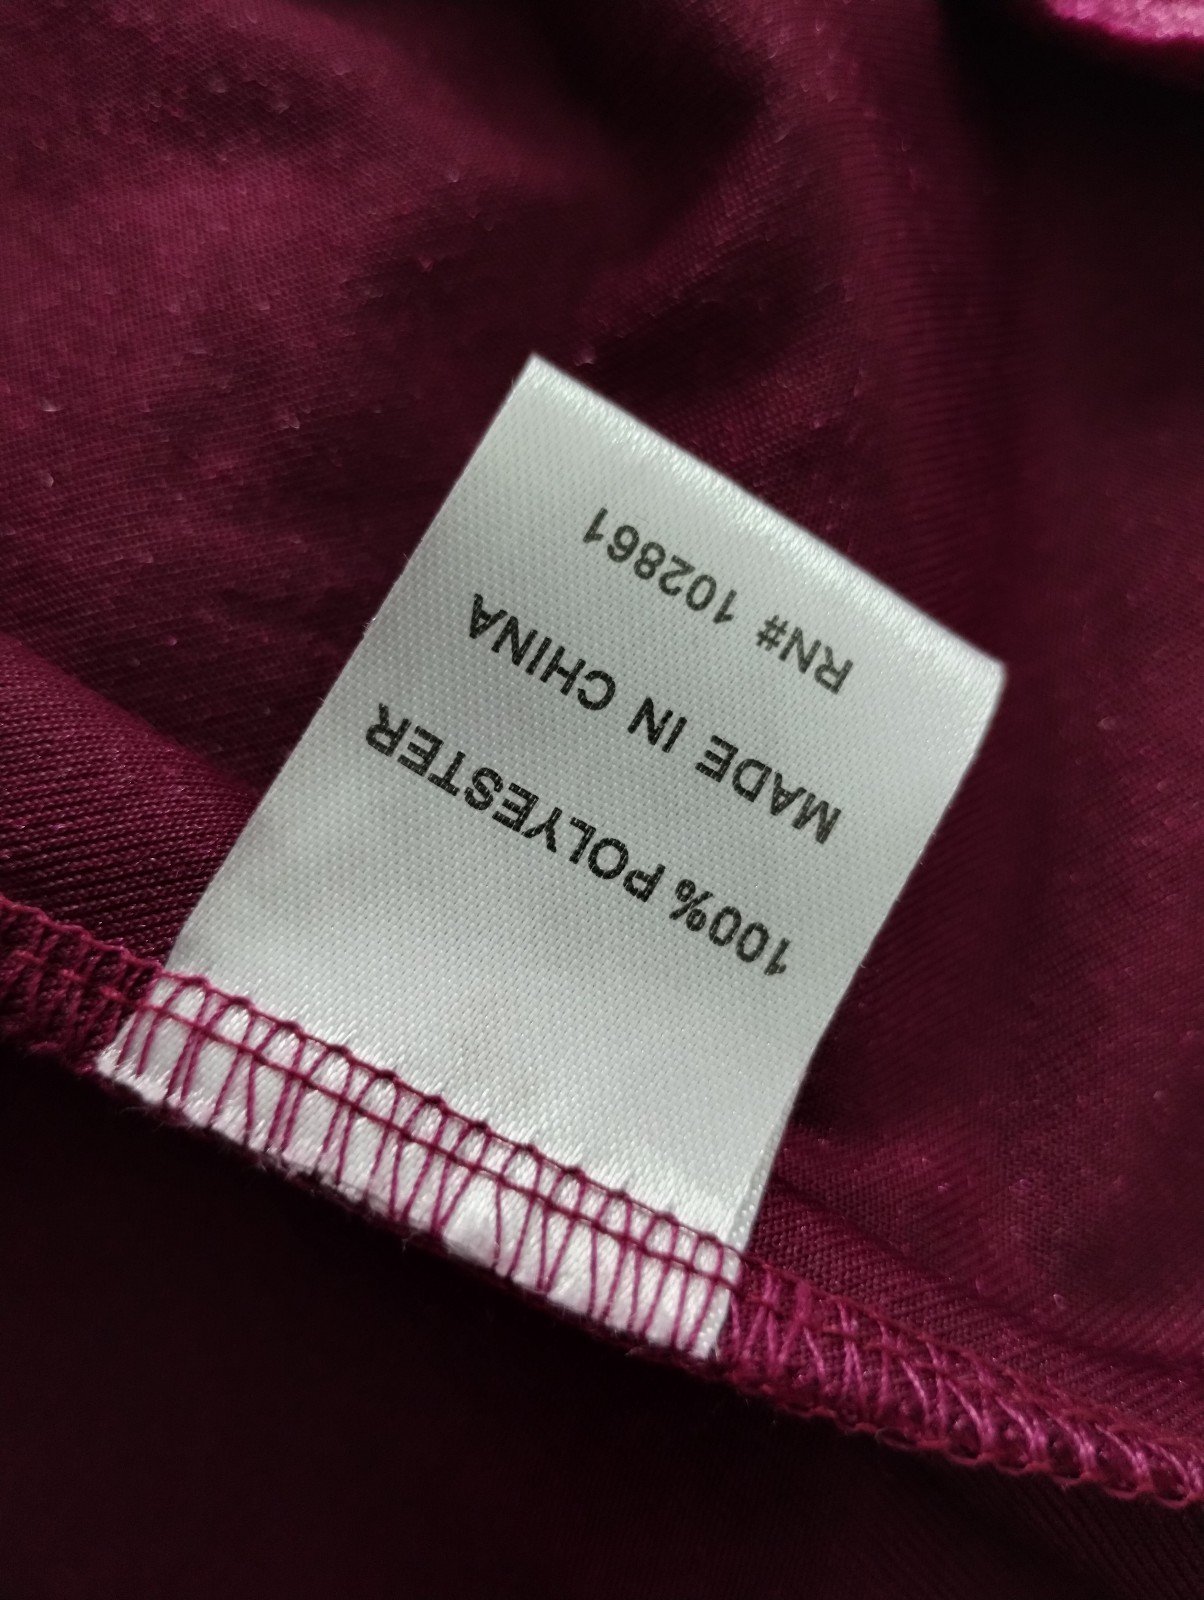 100% POLYESTER
MADE IN CHINA
RN# 102861